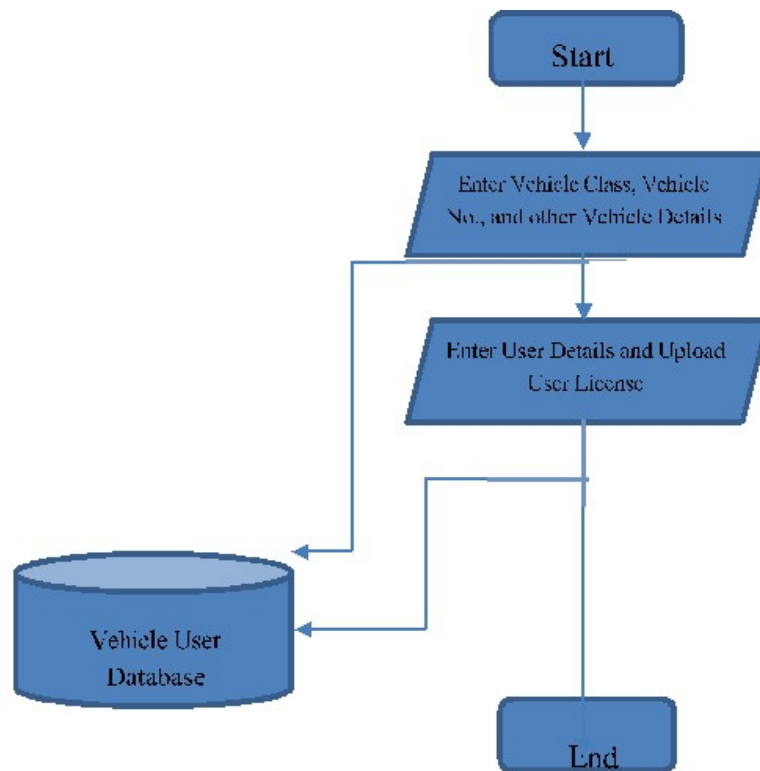 Start
Enter Vehicle Class, Vehicle
No., and other Vehicle Details
Enter User Details and Upload
User License
Vehicle User
Database
End